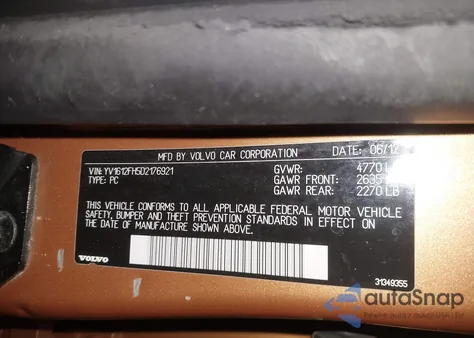 MFD BY VOLVO CAR CORPORATION DATE: 06/12
VIN: YV1612FH5D2176921 GVWR: 4770 LB
TYPE: PC GAWR FRONT: 2635
GAWR REAR: 2270 LB
THIS VEHICLE CONFORMS TO ALL APPLICABLE FEDERAL MOTOR VEHICLE
SAFETY, BUMPER AND THEFT PREVENTION STANDARDS IN EFFECT ON
THE DATE OF MANUFACTURE SHOWN ABOVE.
VOLVO
31349355
autoSnap